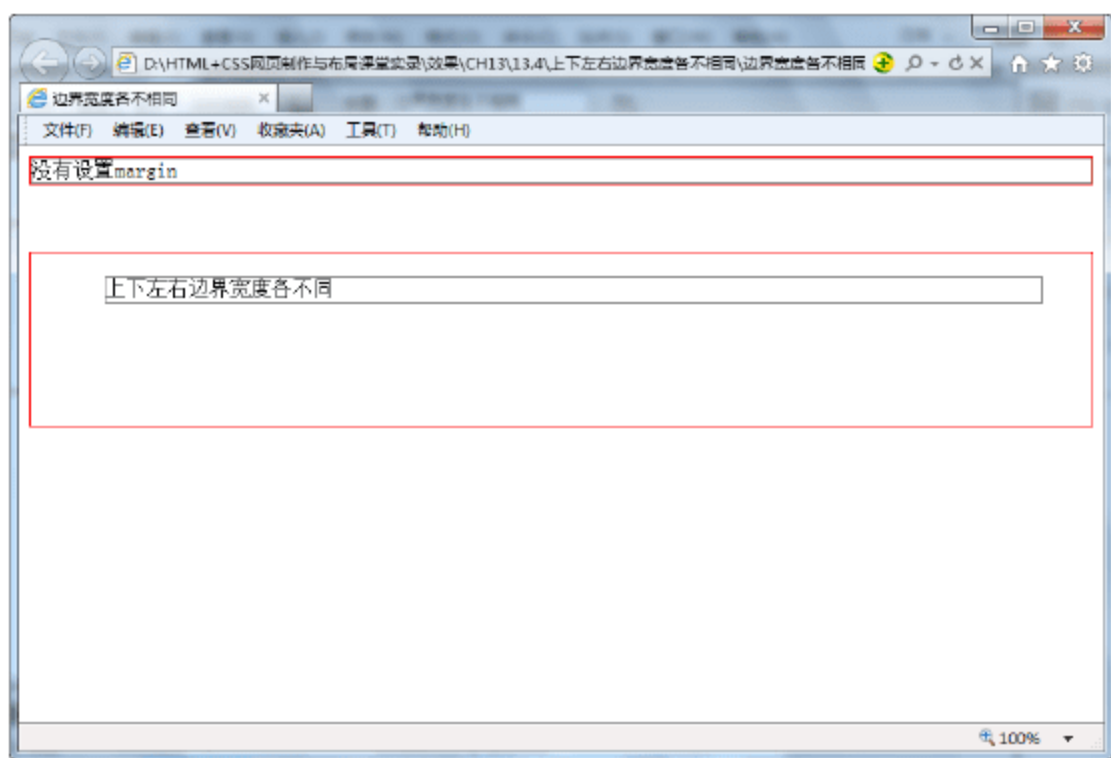 D:\HTML+CSS网页制作与布局课堂实录\效果\CH13\13.4\上下左右边界宽度各不相同\边界宽度各不相同
边界宽度各不相同
文件(F) 编辑(E) 查看(V) 收藏夹(A) 工具(T) 帮助(H)
没有设置margin
上下左右边界宽度各不同
100%